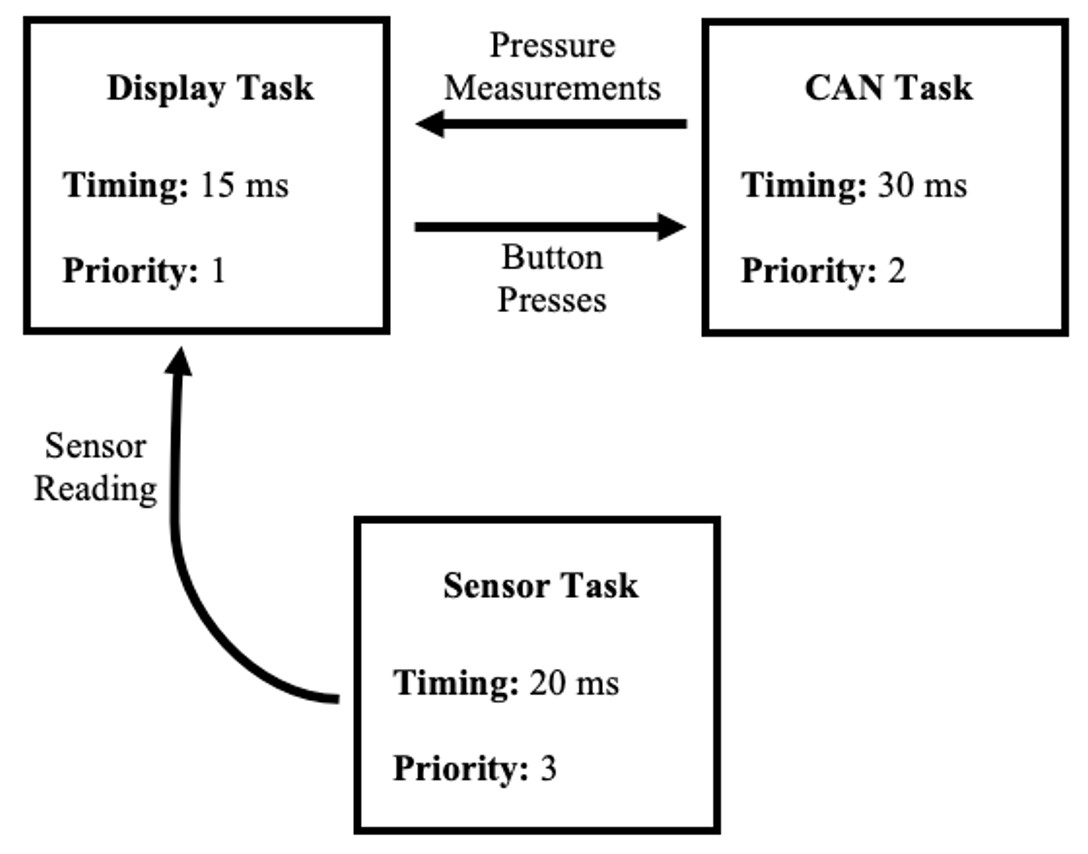 Display Task
Timing: 15 ms
Priority: 1
Pressure
Measurements
Button
Presses
CAN Task
Timing: 30 ms
Priority: 2
Sensor
Reading
Sensor Task
Timing: 20 ms
Priority: 3